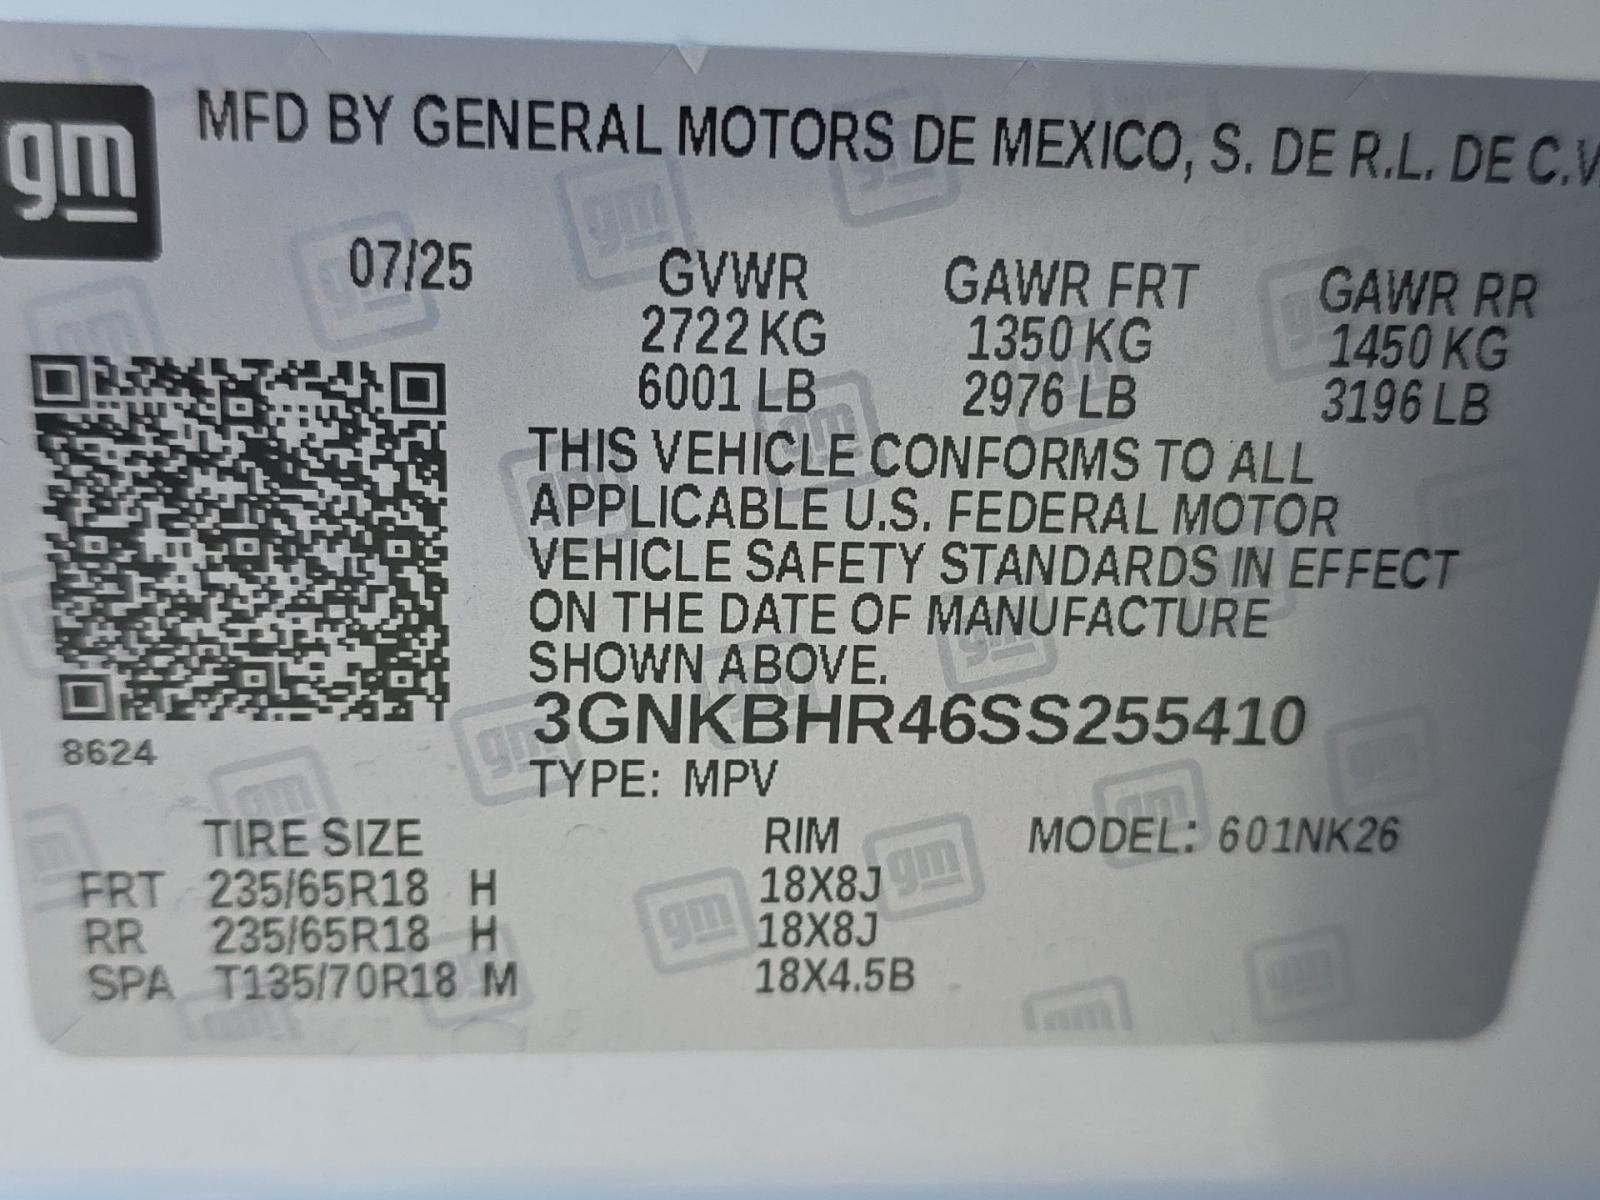 gm
MFD BY GENERAL MOTORS DE MEXICO, S. DE R.L. DE C.V.
07/25
GVWR GAWR FRT GAWR RR
2722 KG 1350 KG 1450 KG
6001 LB 2976 LB 3196 LB
THIS VEHICLE CONFORMS TO ALL
APPLICABLE U.S. FEDERAL MOTOR
VEHICLE SAFETY STANDARDS IN EFFECT
ON THE DATE OF MANUFACTURE
SHOWN ABOVE.
3GNKBHR46SS255410
8624
TYPE: MPV
TIRE SIZE RIM MODEL: 601NK26
FRT 235/65R18 H 18X8J
RR 235/65R18 H 18X8J
SPA T135/70R18 M 18X4.5B